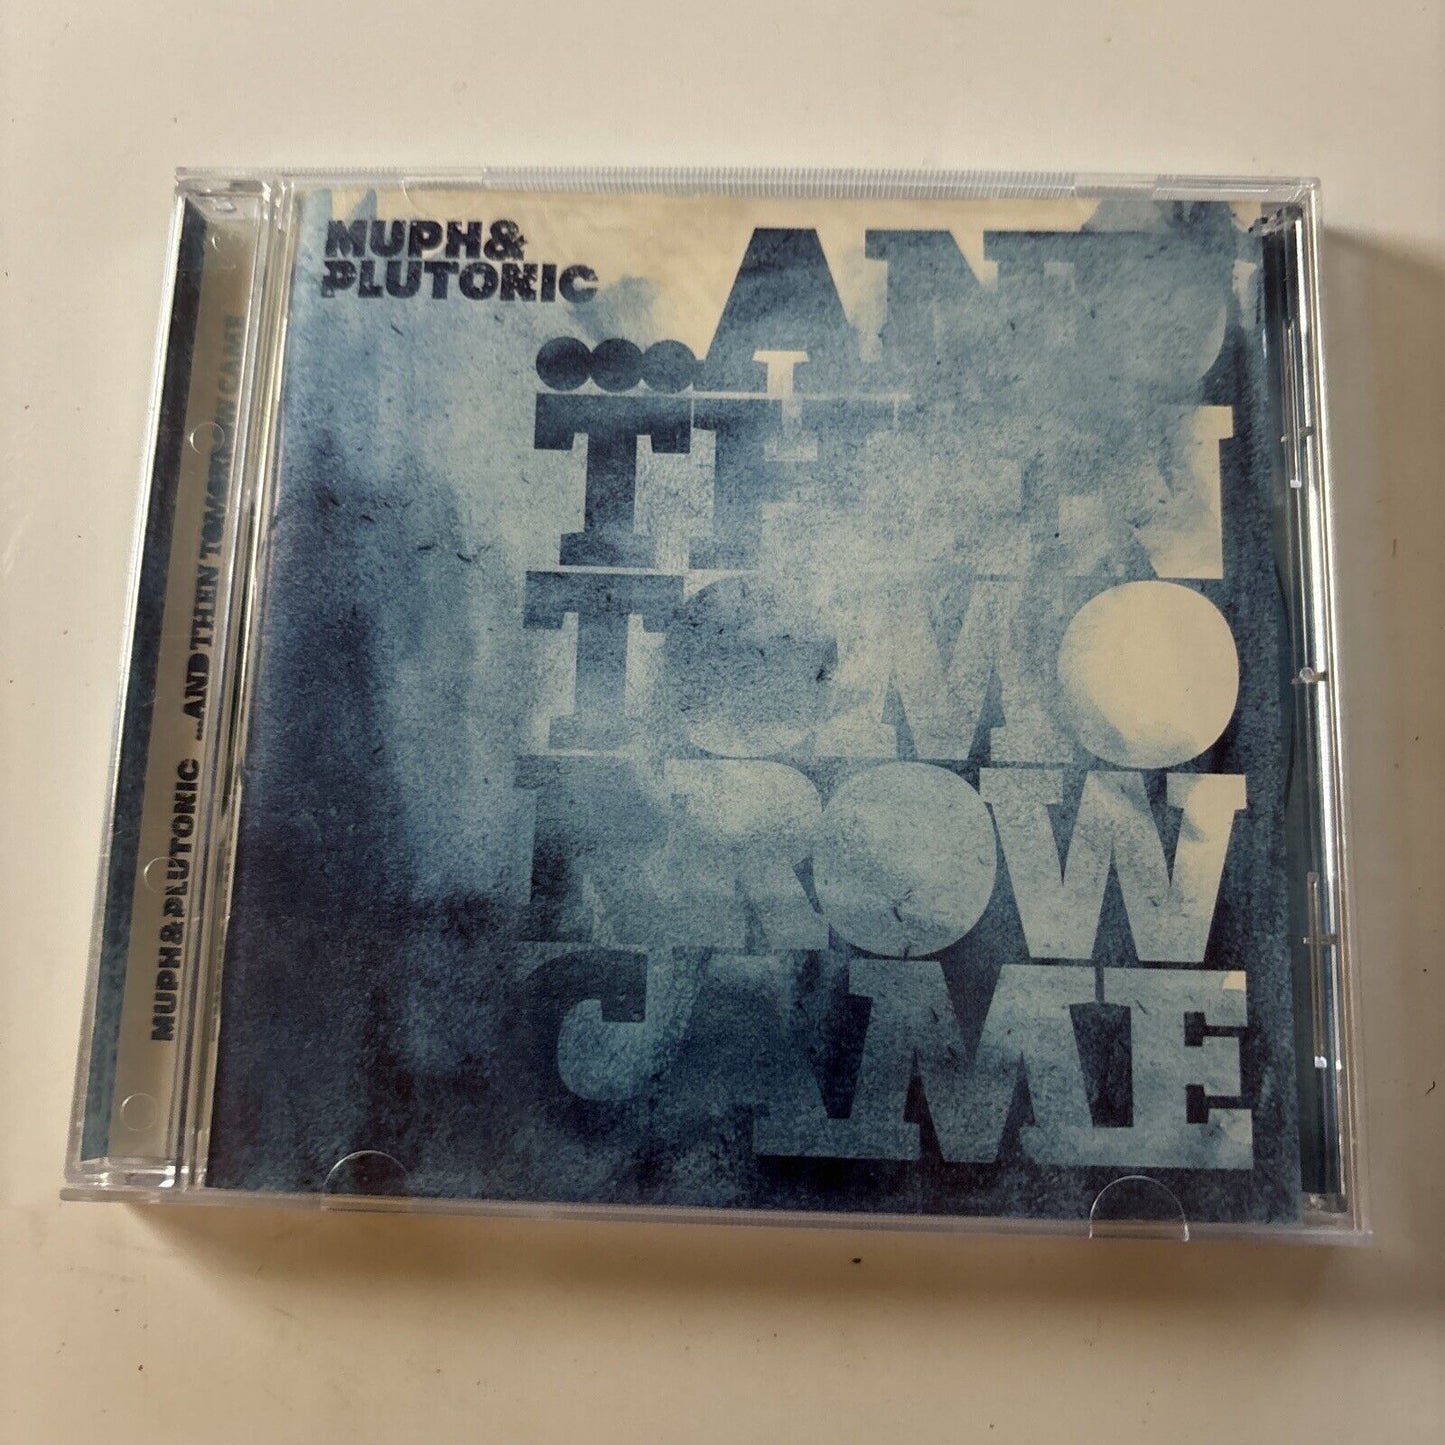 MUPH&
PLUTONIC
...AND
THEN
TOMO
RROW
CAME
MUPH & PLUTONIC ...AND THEN TOMORROW CAME